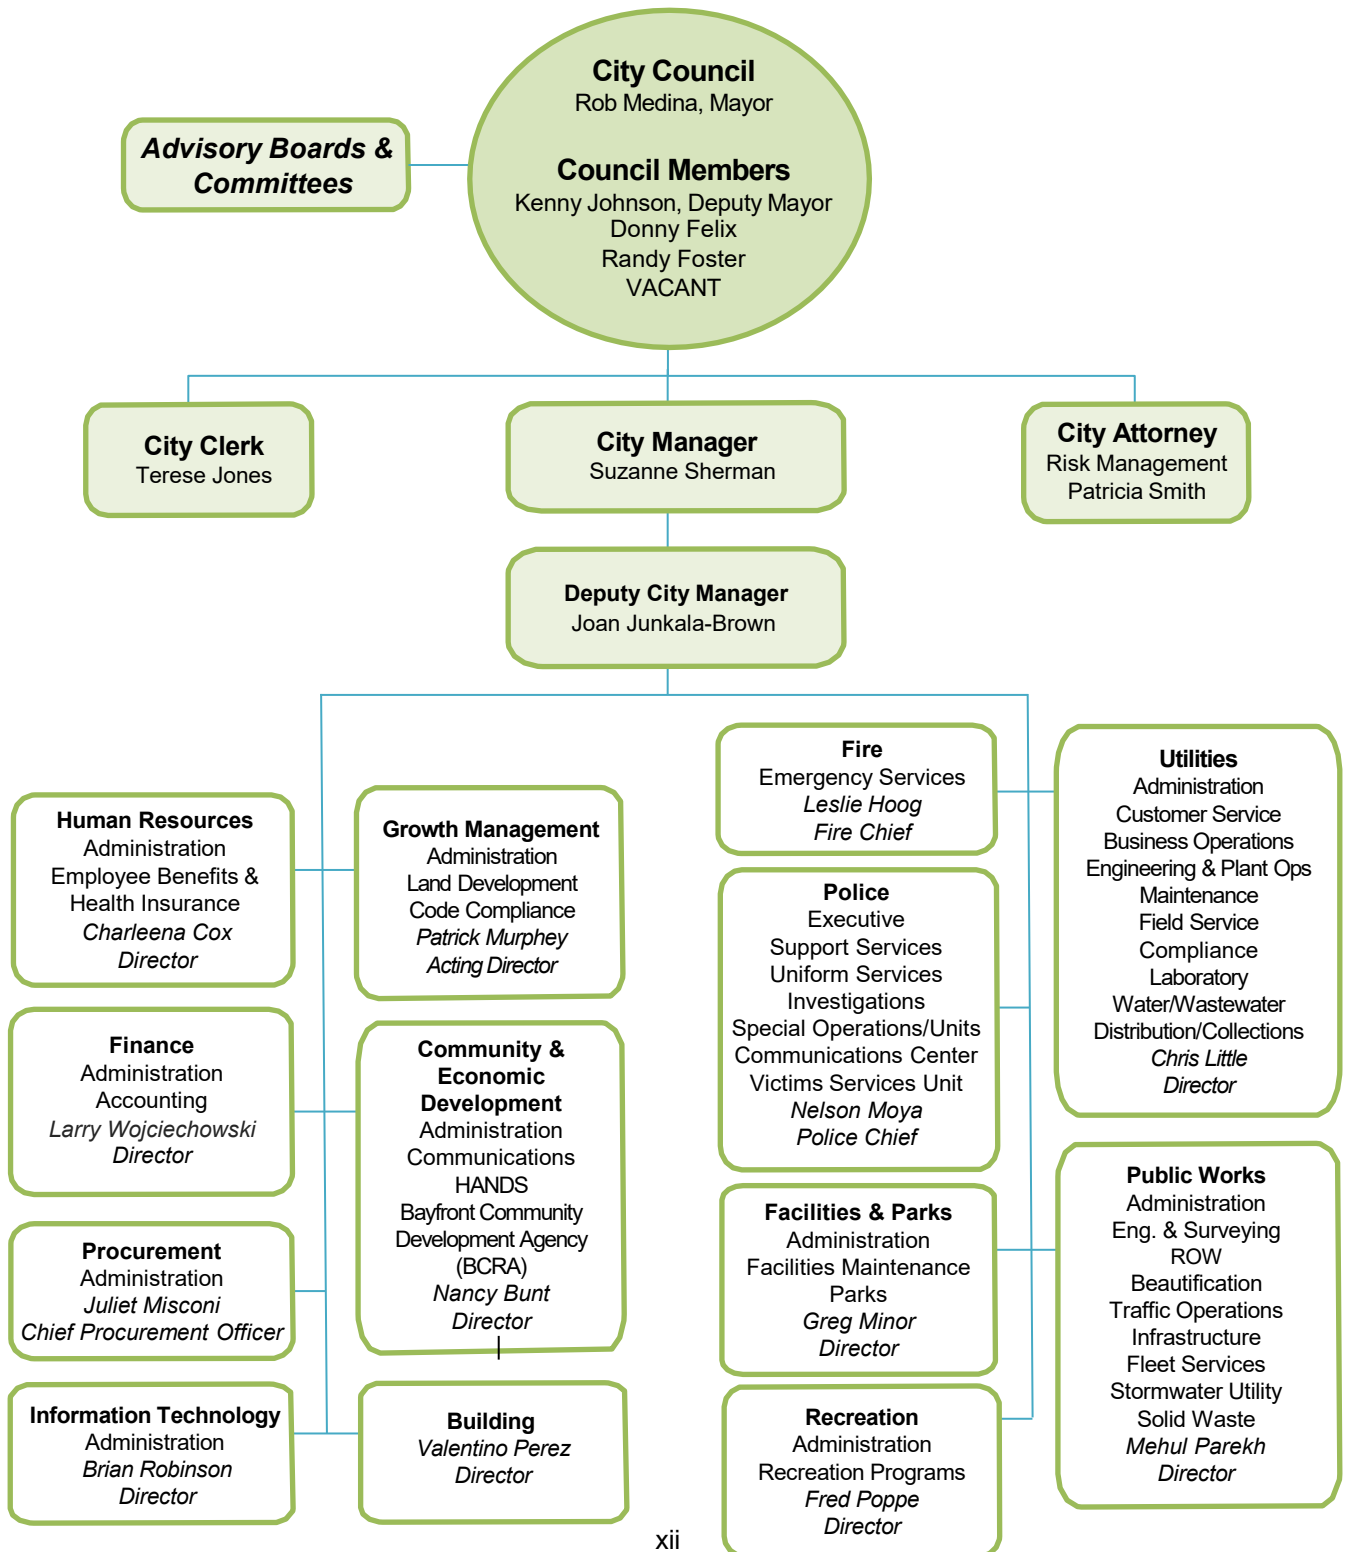 City Council
Rob Medina, Mayor
Council Members
Kenny Johnson, Deputy Mayor
Donny Felix
Randy Foster
VACANT
Advisory Boards &
Committees
City Clerk
Terese Jones
City Manager
Suzanne Sherman
City Attorney
Risk Management
Patricia Smith
Deputy City Manager
Joan Junkala-Brown
Human Resources
Administration
Employee Benefits &
Health Insurance
Charleena Cox
Director
Growth Management
Administration
Land Development
Code Compliance
Patrick Murphey
Acting Director
Finance
Administration
Accounting
Larry Wojciechowski
Director
Community &
Economic
Development
Administration
Communications
HANDS
Bayfront Community
Development Agency
(BCRA)
Nancy Bunt
Director
Procurement
Administration
Juliet Misconi
Chief Procurement Officer
Information Technology
Administration
Brian Robinson
Director
Building
Valentino Perez
Director
Fire
Emergency Services
Leslie Hoog
Fire Chief
Utilities
Administration
Customer Service
Business Operations
Engineering & Plant Ops
Maintenance
Field Service
Compliance
Laboratory
Water/Wastewater
Distribution/Collections
Chris Little
Director
Police
Executive
Support Services
Uniform Services
Investigations
Special Operations/Units
Communications Center
Victims Services Unit
Nelson Moya
Police Chief
Facilities & Parks
Administration
Facilities Maintenance
Parks
Greg Minor
Director
Public Works
Administration
Eng. & Surveying
ROW
Beautification
Traffic Operations
Infrastructure
Fleet Services
Stormwater Utility
Solid Waste
Mehul Parekh
Director
Recreation
Administration
Recreation Programs
Fred Poppe
Director
xii